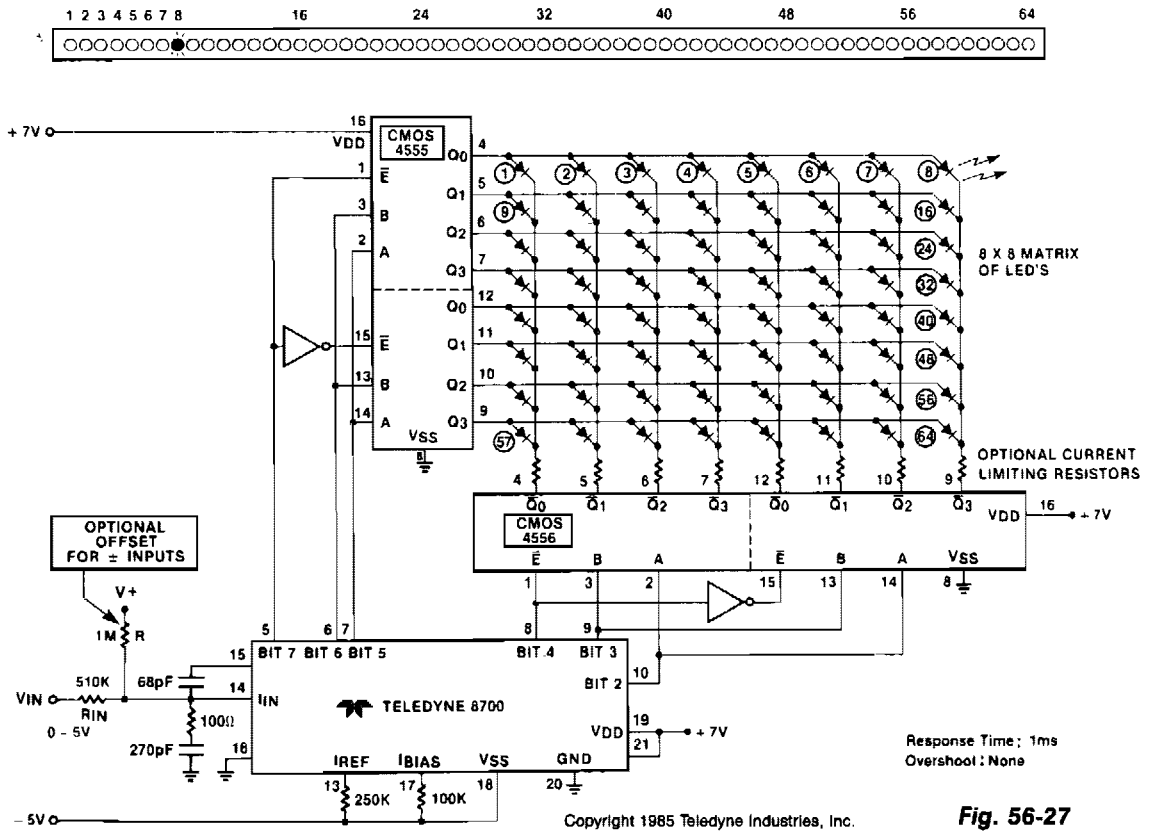 1 2 3 4 5 6 7 8 16 24 32 40 48 56 64
+ 7V
16
VDD
CMOS
4555
Q0 4
1 E̅
Q1 5
3 B
Q2 6
2 A
Q3 7
Q0 12
15 E̅
Q1 11
13 B
Q2 10
14 A
Q3 9
VSS
8
1 2 3 4 5 6 7 8
9 16
24
32
40
48
56
57 64
8 X 8 MATRIX
OF LED'S
OPTIONAL CURRENT
LIMITING RESISTORS
4 5 6 7 12 11 10 9
Q̅0 Q̅1 Q̅2 Q̅3 Q̅0 Q̅1 Q̅2 Q̅3
CMOS
4556
VDD 16 + 7V
E̅ B A E̅ B A VSS
1 3 2 15 13 14 8
OPTIONAL
OFFSET
FOR ± INPUTS
V+
1M R
5 6 7 8 9
BIT 7 BIT 6 BIT 5 BIT 4 BIT 3
15
BIT 2 10
510K
68pF
14
VIN
RIN
IIN
0 – 5V
100Ω
TELEDYNE 8700
270pF
16
VDD 19
21
+ 7V
IREF IBIAS VSS GND
13 17 18 20
250K 100K
– 5V
Response Time; 1ms
Overshoot: None
Copyright 1985 Teledyne Industries, Inc.
Fig. 56-27